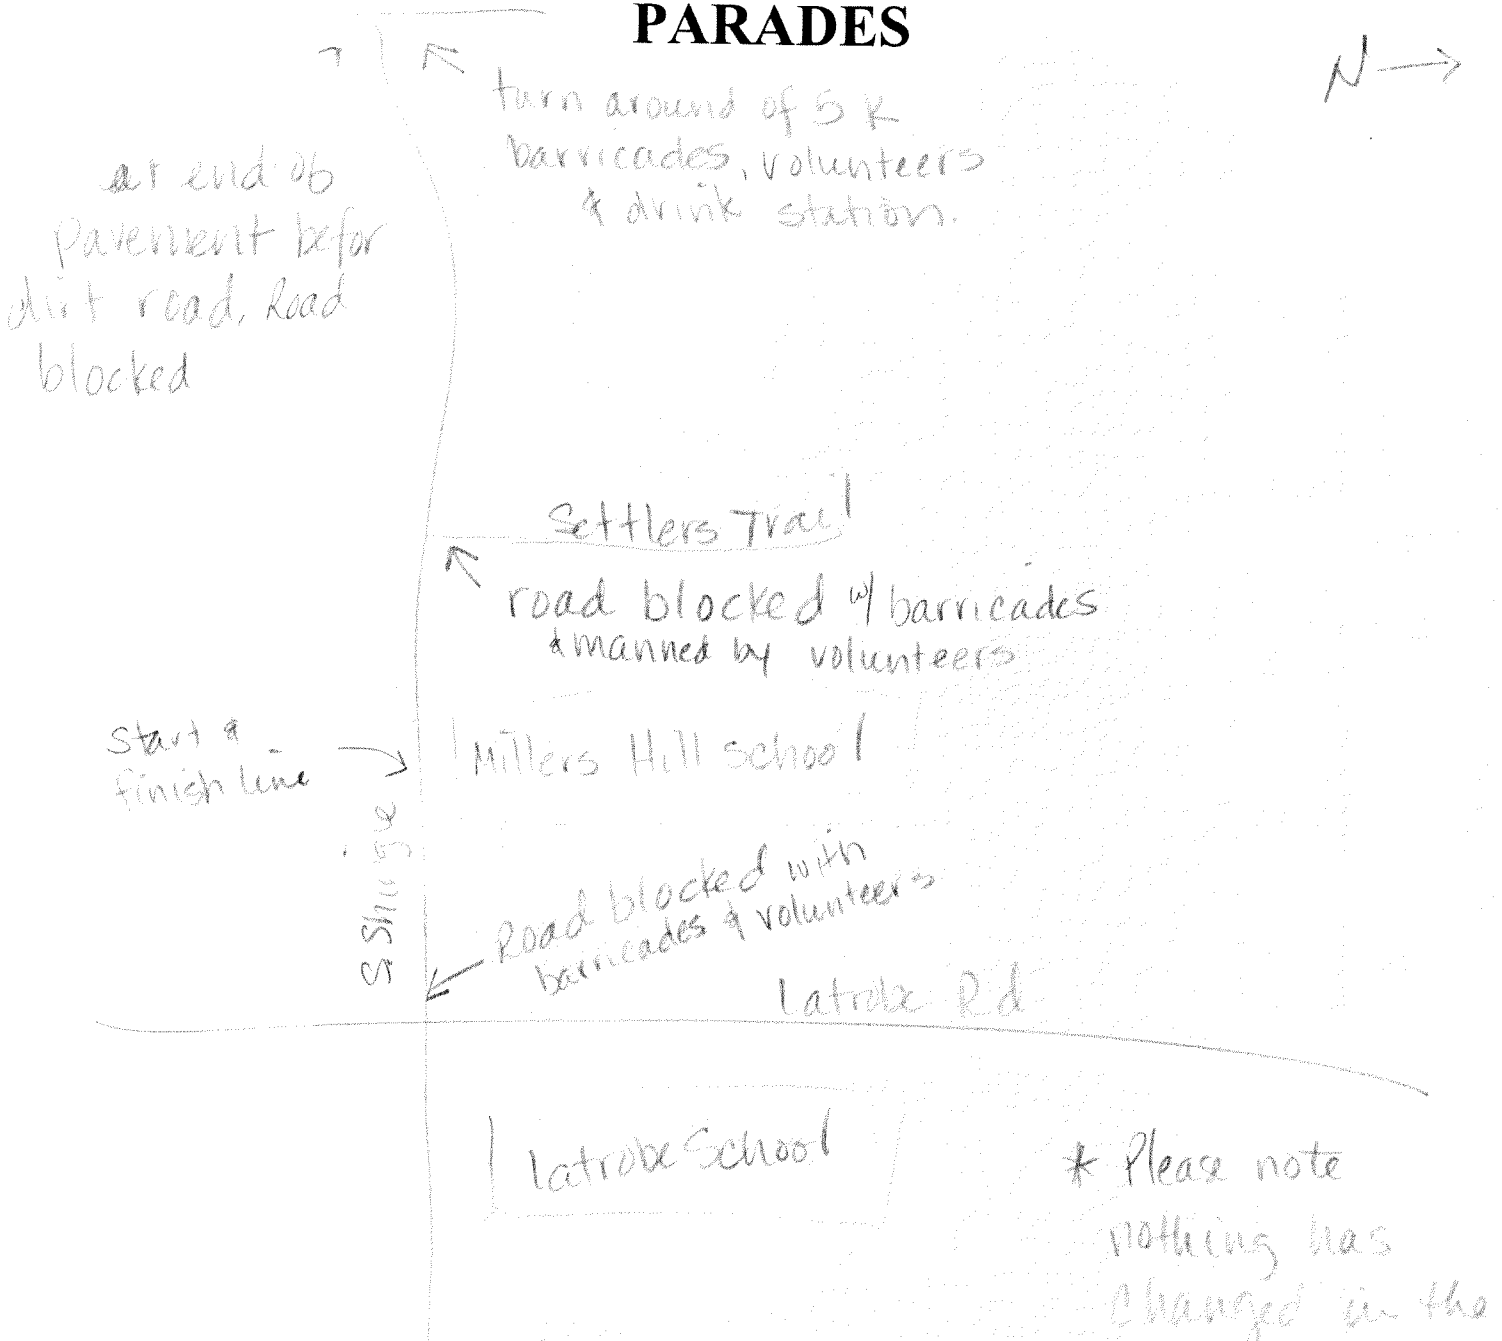 PARADES
N
turn around of 5 K
barricades, volunteers
& drink station.
at end of
pavement befor
dirt road, Road
blocked
Settlers Trail
road blocked w/ barricades
& manned by volunteers
Start &
finish line
Millers Hill School
S. Shingle
Road blocked with
barricades & volunteers
latrobe Rd
latrobe School
* Please note
nothing has
changed in the